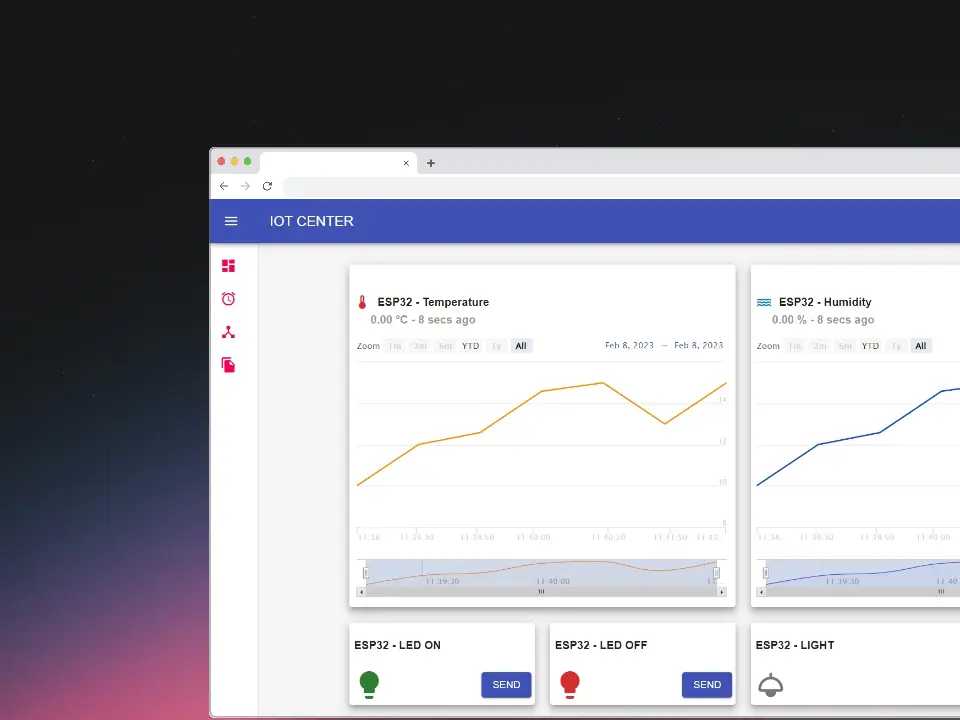 IOT CENTER
ESP32 - Temperature
0.00 °C - 8 secs ago
Zoom 1m 3m 6m YTD 1y All Feb 8, 2023 → Feb 8, 2023
14
12
10
8
11:38 11:39:30 11:39:50 11:40:00 11:40:20 11:41:50 11:42
11:39:30 11:40:00
ESP32 - Humidity
0.00 % - 8 secs ago
Zoom 1m 3m 6m YTD 1y All
11:38 11:39:30 11:39:50 11:40:00
11:39:30 11:40
ESP32 - LED ON
SEND
ESP32 - LED OFF
SEND
ESP32 - LIGHT